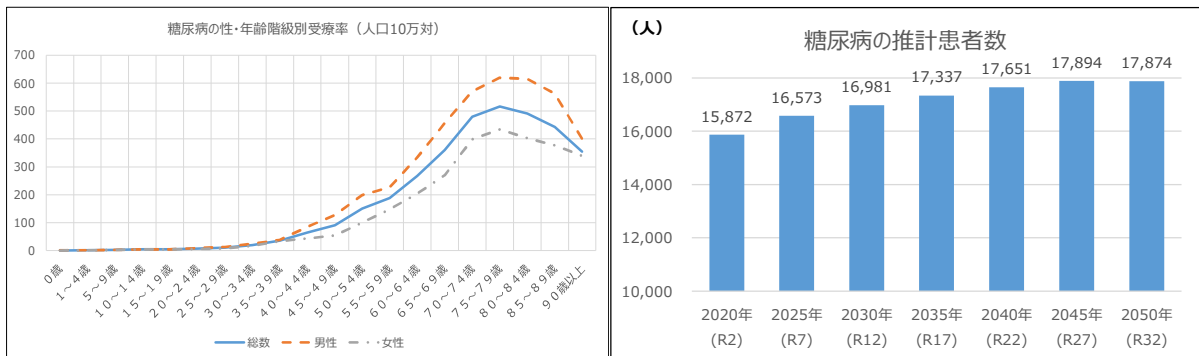 糖尿病の性・年齢階級別受療率（人口10万対）
700
600
500
400
300
200
100
0
0歳
1～4歳
5～9歳
10～14歳
15～19歳
20～24歳
25～29歳
30～34歳
35～39歳
40～44歳
45～49歳
50～54歳
55～59歳
60～64歳
65～69歳
70～74歳
75～79歳
80～84歳
85～89歳
90歳以上
総数 男性 女性
（人）
糖尿病の推計患者数
18,000
16,000
14,000
12,000
10,000
15,872
16,573
16,981
17,337
17,651
17,894
17,874
2020年 2025年 2030年 2035年 2040年 2045年 2050年
(R2) (R7) (R12) (R17) (R22) (R27) (R32)